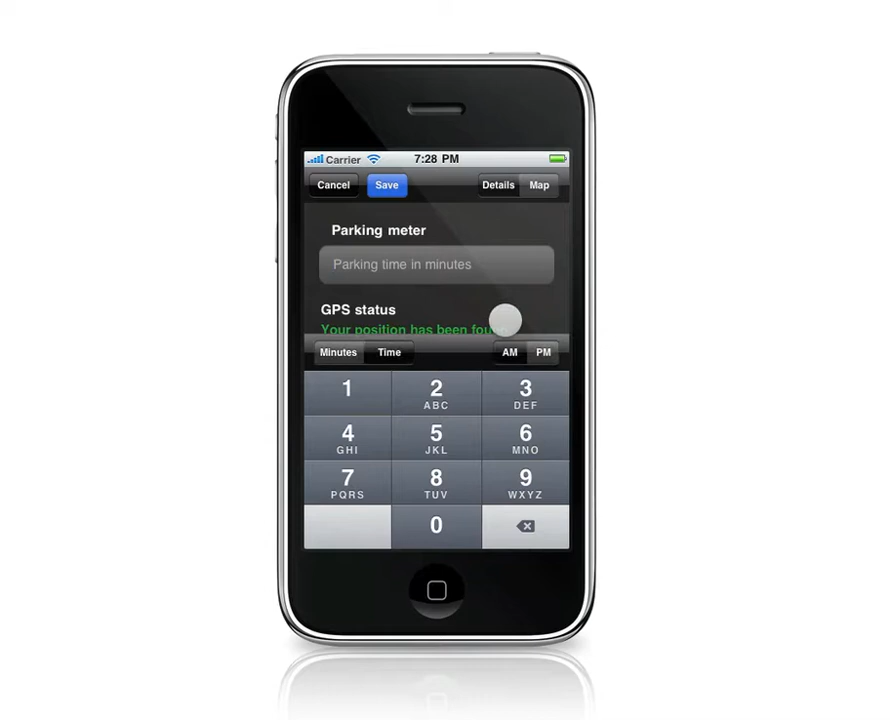 Carrier 7:28 PM
Cancel Save Details Map
Parking meter
Parking time in minutes
GPS status
Your position has been
Minutes Time AM PM
1 2 3
ABC DEF
4 5 6
GHI JKL MNO
7 8 9
PQRS TUV WXYZ
0